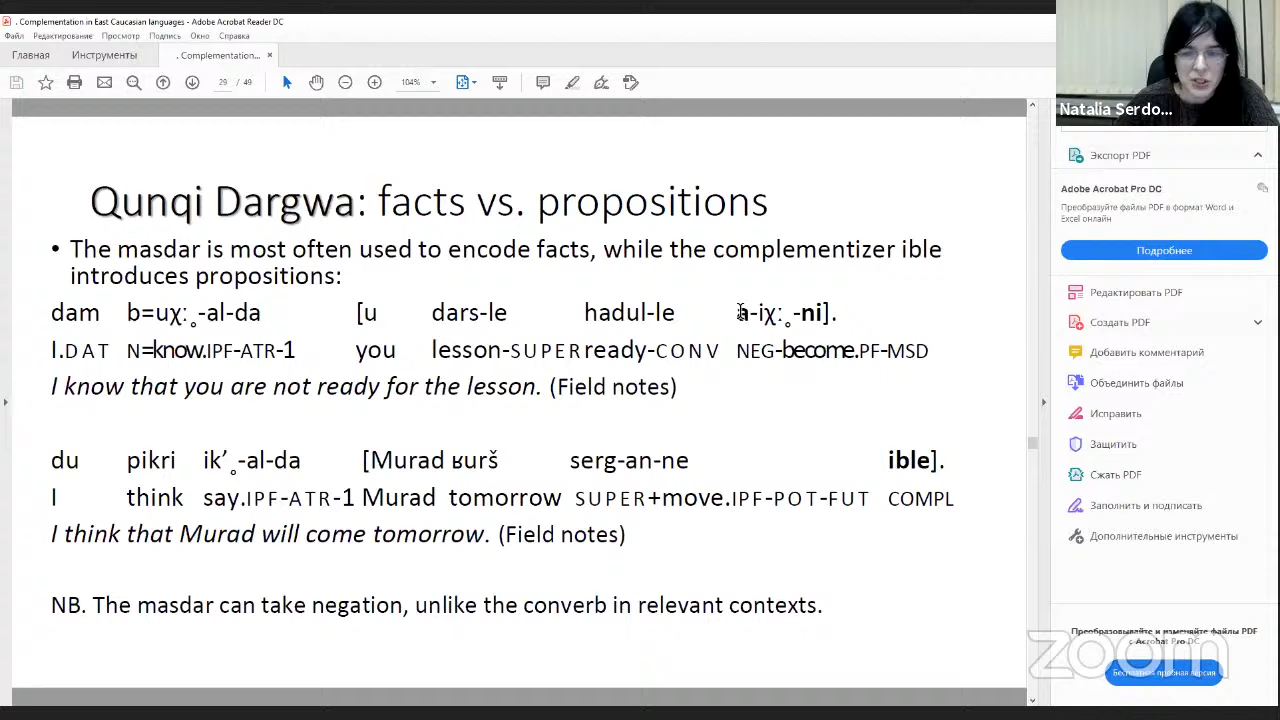 . Complementation in East Caucasian languages - Adobe Acrobat Reader DC
Файл Редактирование Просмотр Подпись Окно Справка
Главная Инструменты . Complementation... ×
29 / 49 104%
Natalia Serdo...
Qunqi Dargwa: facts vs. propositions
• The masdar is most often used to encode facts, while the complementizer ible
introduces propositions:
dam b=uχː˳-al-da [u dars-le hadul-le a-iχː˳-ni].
I.DAT N=know.IPF-ATR-1 you lesson-SUPER ready-CONV NEG-become.PF-MSD
I know that you are not ready for the lesson. (Field notes)
du pikri ik’˳-al-da [Murad ʁurš serg-an-ne ible].
I think say.IPF-ATR-1 Murad tomorrow SUPER+move.IPF-POT-FUT COMPL
I think that Murad will come tomorrow. (Field notes)
NB. The masdar can take negation, unlike the converb in relevant contexts.
Экспорт PDF
Adobe Acrobat Pro DC
Преобразуйте файлы PDF в формат Word и
Excel онлайн
Подробнее
Редактировать PDF
Создать PDF
Добавить комментарий
Объединить файлы
Исправить
Защитить
Сжать PDF
Заполнить и подписать
Дополнительные инструменты
Преобразовывайте и изменяйте файлы PDF
с Acrobat Pro DC
Бесплатная пробная версия
zoom